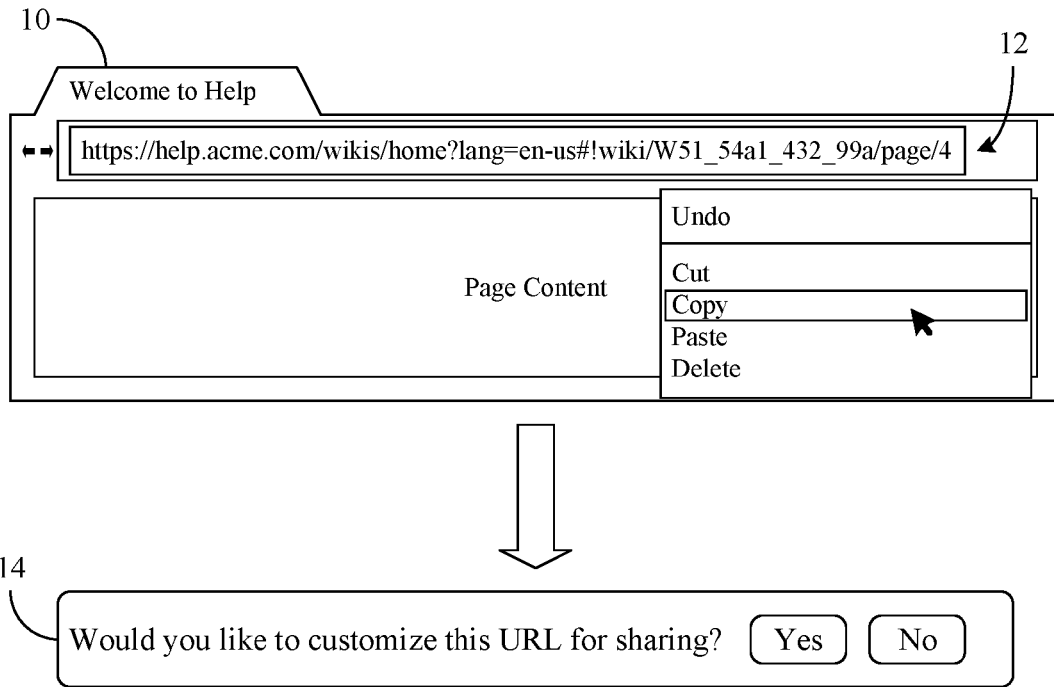 10
12
Welcome to Help
https://help.acme.com/wikis/home?lang=en-us#!wiki/W51_54a1_432_99a/page/4
Undo
Page Content
Cut
Copy
Paste
Delete
14
Would you like to customize this URL for sharing? Yes No